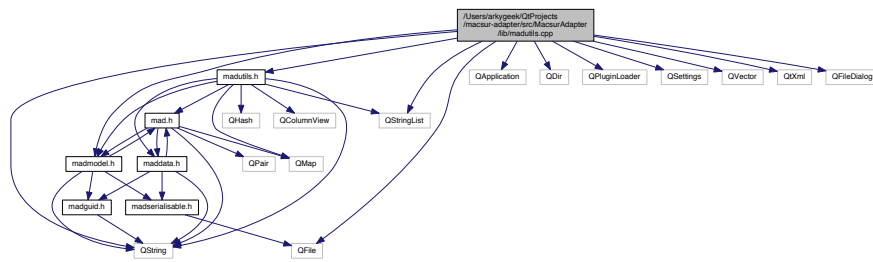 /Users/arkygeek/QtProjects
/macsur-adapter/src/MacsurAdapter
/lib/madutils.cpp
madutils.h
QApplication
QDir
QPluginLoader
QSettings
QVector
QtXml
QFileDialog
mad.h
QHash
QColumnView
QStringList
madmodel.h
maddata.h
QPair
QMap
madguid.h
madserialisable.h
QString
QFile